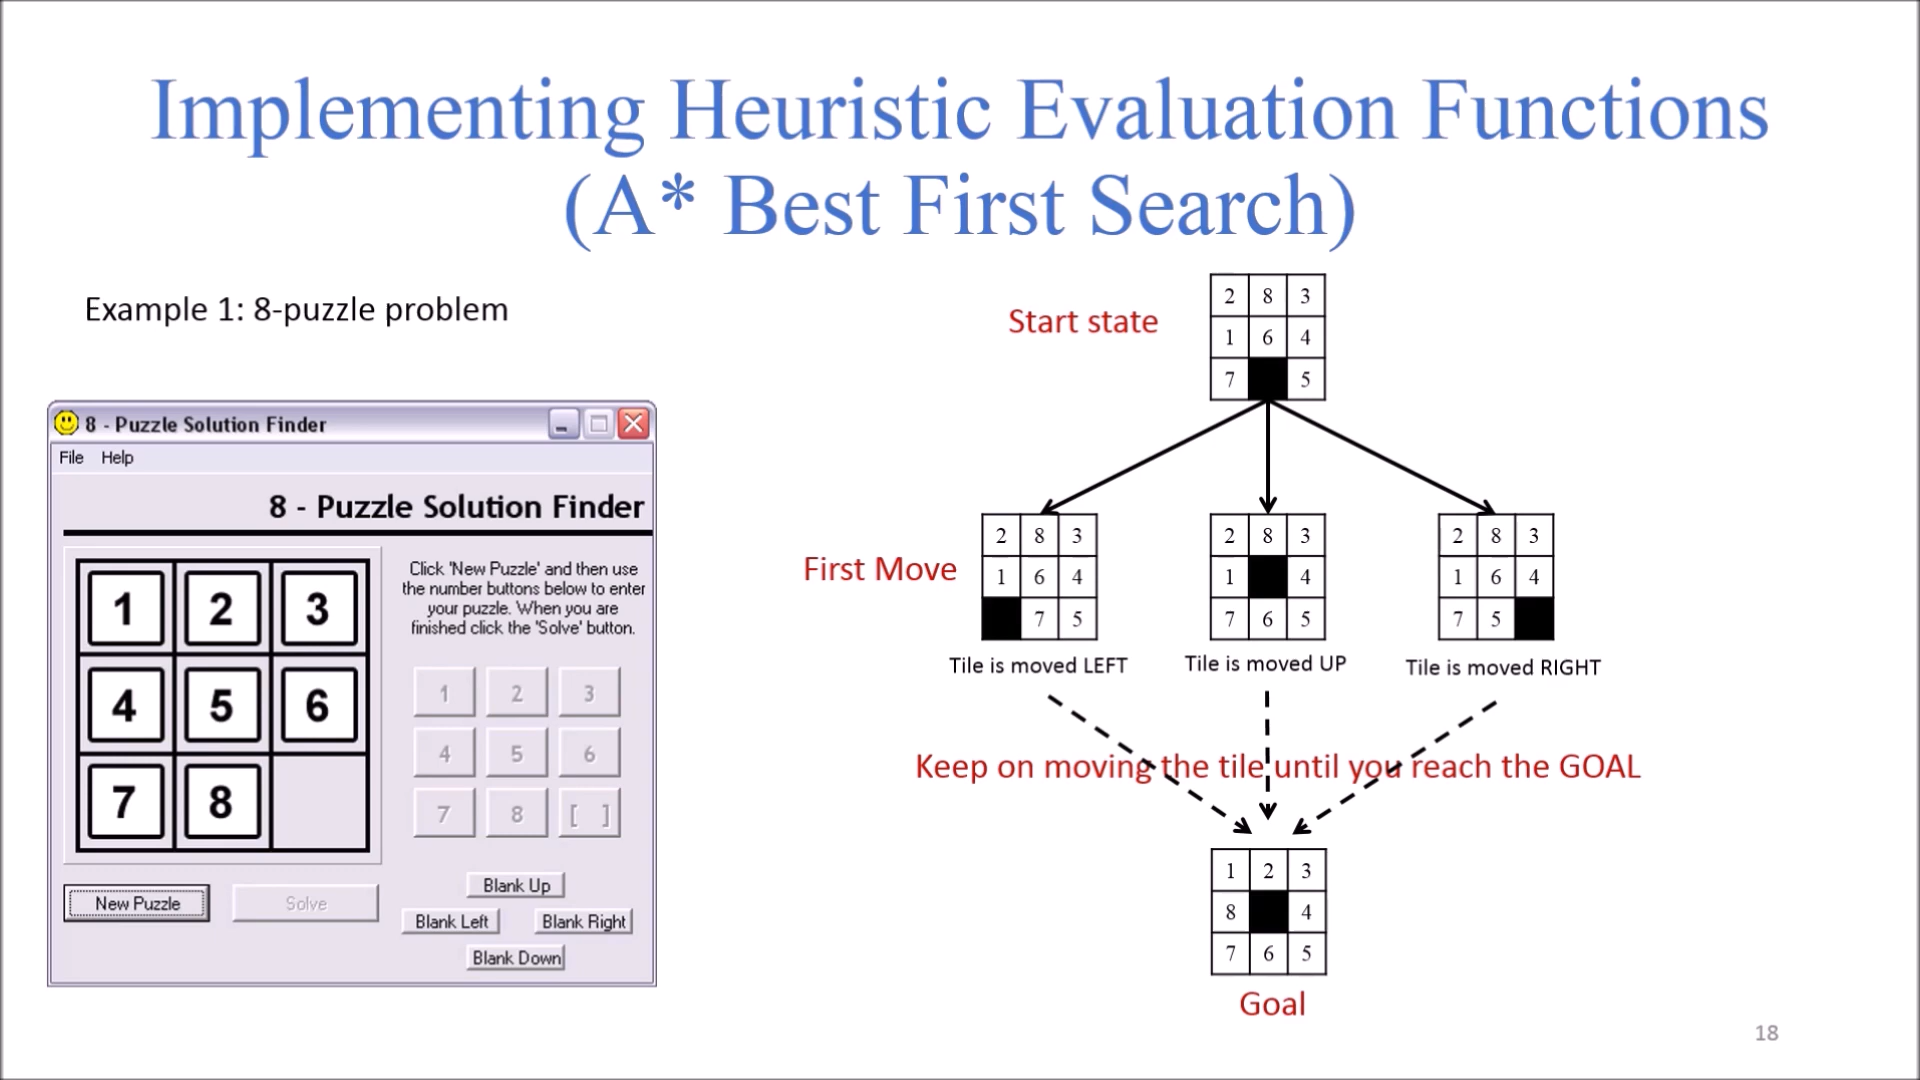 Implementing Heuristic Evaluation Functions
(A* Best First Search)
Example 1: 8-puzzle problem
8 - Puzzle Solution Finder
File Help
8 - Puzzle Solution Finder
1 2 3
4 5 6
7 8
Click 'New Puzzle' and then use
the number buttons below to enter
your puzzle. When you are
finished click the 'Solve' button.
1 2 3
4 5 6
7 8 [ ]
New Puzzle Solve
Blank Up
Blank Left Blank Right
Blank Down
Start state
2 8 3
1 6 4
7 5
First Move
2 8 3
1 6 4
7 5
Tile is moved LEFT
2 8 3
1 4
7 6 5
Tile is moved UP
2 8 3
1 6 4
7 5
Tile is moved RIGHT
Keep on moving the tile until you reach the GOAL
1 2 3
8 4
7 6 5
Goal
18